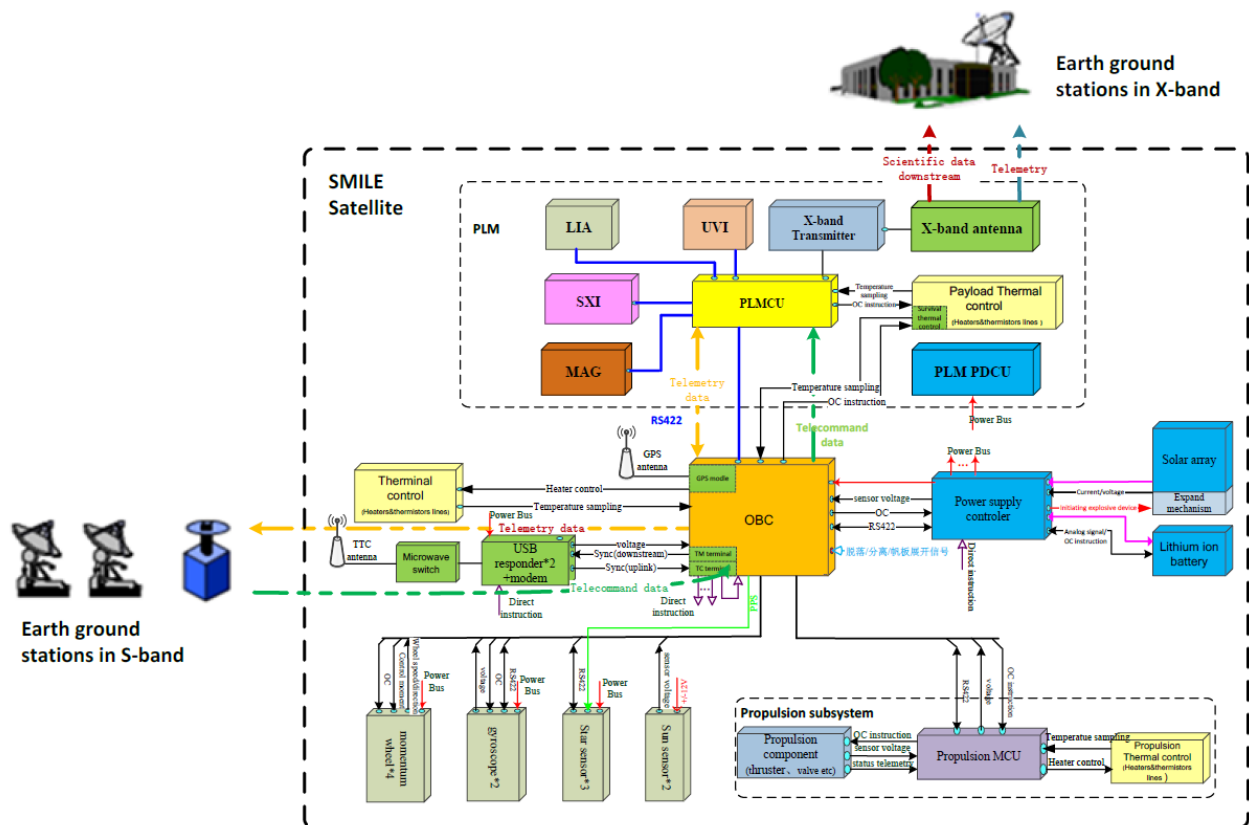 Earth ground
stations in X-band
SMILE
Satellite
Scientific data
downstream
Telemetry
PLM
LIA
UVI
X-band
Transmitter
X-band antenna
SXI
PLMCU
Temperature
sampling
OC instruction
Payload Thermal
control
(Heaters&thermistors lines )
Survival
thermal
control
MAG
PLM PDCU
Telemetry
data
Temperature sampling
OC instruction
RS422
Telecommand
data
Power Bus
GPS
antenna
GPS modle
Therminal
control
(Heaters&thermistors lines)
Heater control
Temperature sampling
OBC
Power Bus
...
sensor voltage
OC
RS422
Power supply
controler
Solar array
Current/voltage
Expand
mechanism
Initiating explosive device
Analog signal/
OC instruction
Lithium ion
battery
脱落/分离/帆板展开信号
Direct
instruction
Power Bus
Telemetry data
TTC
antenna
Microwave
switch
USB
responder*2
+modem
voltage
Sync(downstream)
Sync(uplink)
TM terminal
TC terminal
Telecommand data
Direct
instruction
...
Direct
instruction
PPS
Earth ground
stations in S-band
OC
Control moment
Wheel speed/direction
Power
Bus
voltage
OC
RS422
Power
Bus
RS422
Power
Bus
sensor voltage
momentum
wheel*4
gyroscope*2
Star sensor*3
Sun sensor*2
RS422
voltage
OC instruction
Propulsion subsystem
Propulsion
component
(thruster、valve etc)
OC instruction
sensor voltage
status telemetry
Propulsion MCU
Temperatue sampling
Heater control
Propulsion
Thermal control
(Heaters&thermistors
lines )